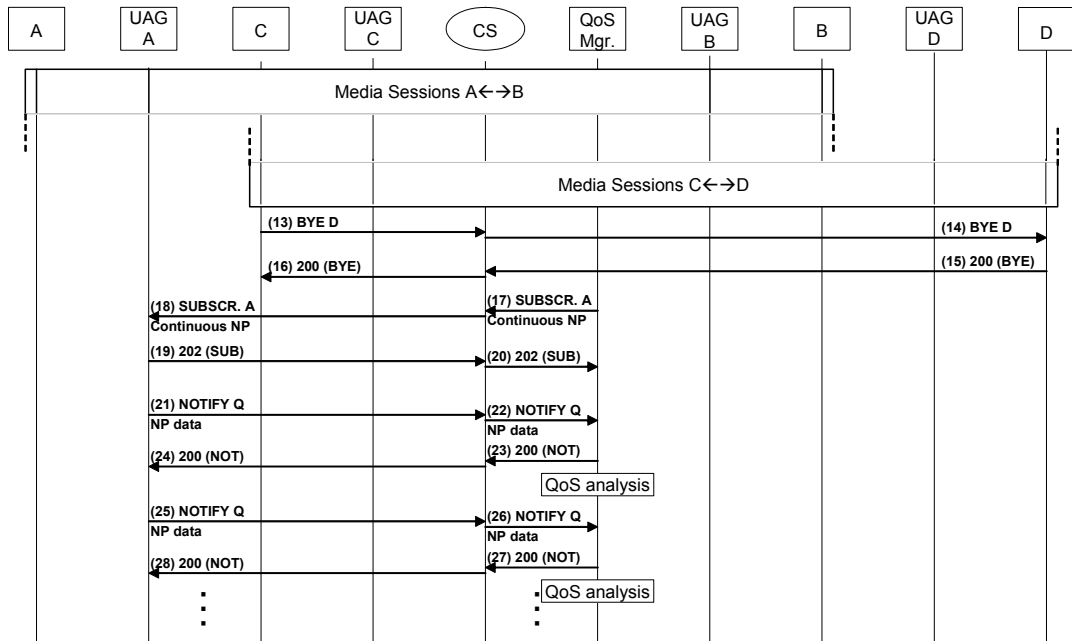 A
UAG
A
C
UAG
C
CS
QoS
Mgr.
UAG
B
B
UAG
D
D
Media Sessions A←→B
Media Sessions C←→D
(13) BYE D
(14) BYE D
(16) 200 (BYE)
(15) 200 (BYE)
(18) SUBSCR. A
Continuous NP
(17) SUBSCR. A
Continuous NP
(19) 202 (SUB)
(20) 202 (SUB)
(21) NOTIFY Q
NP data
(22) NOTIFY Q
NP data
(24) 200 (NOT)
(23) 200 (NOT)
QoS analysis
(25) NOTIFY Q
NP data
(26) NOTIFY Q
NP data
(28) 200 (NOT)
(27) 200 (NOT)
QoS analysis